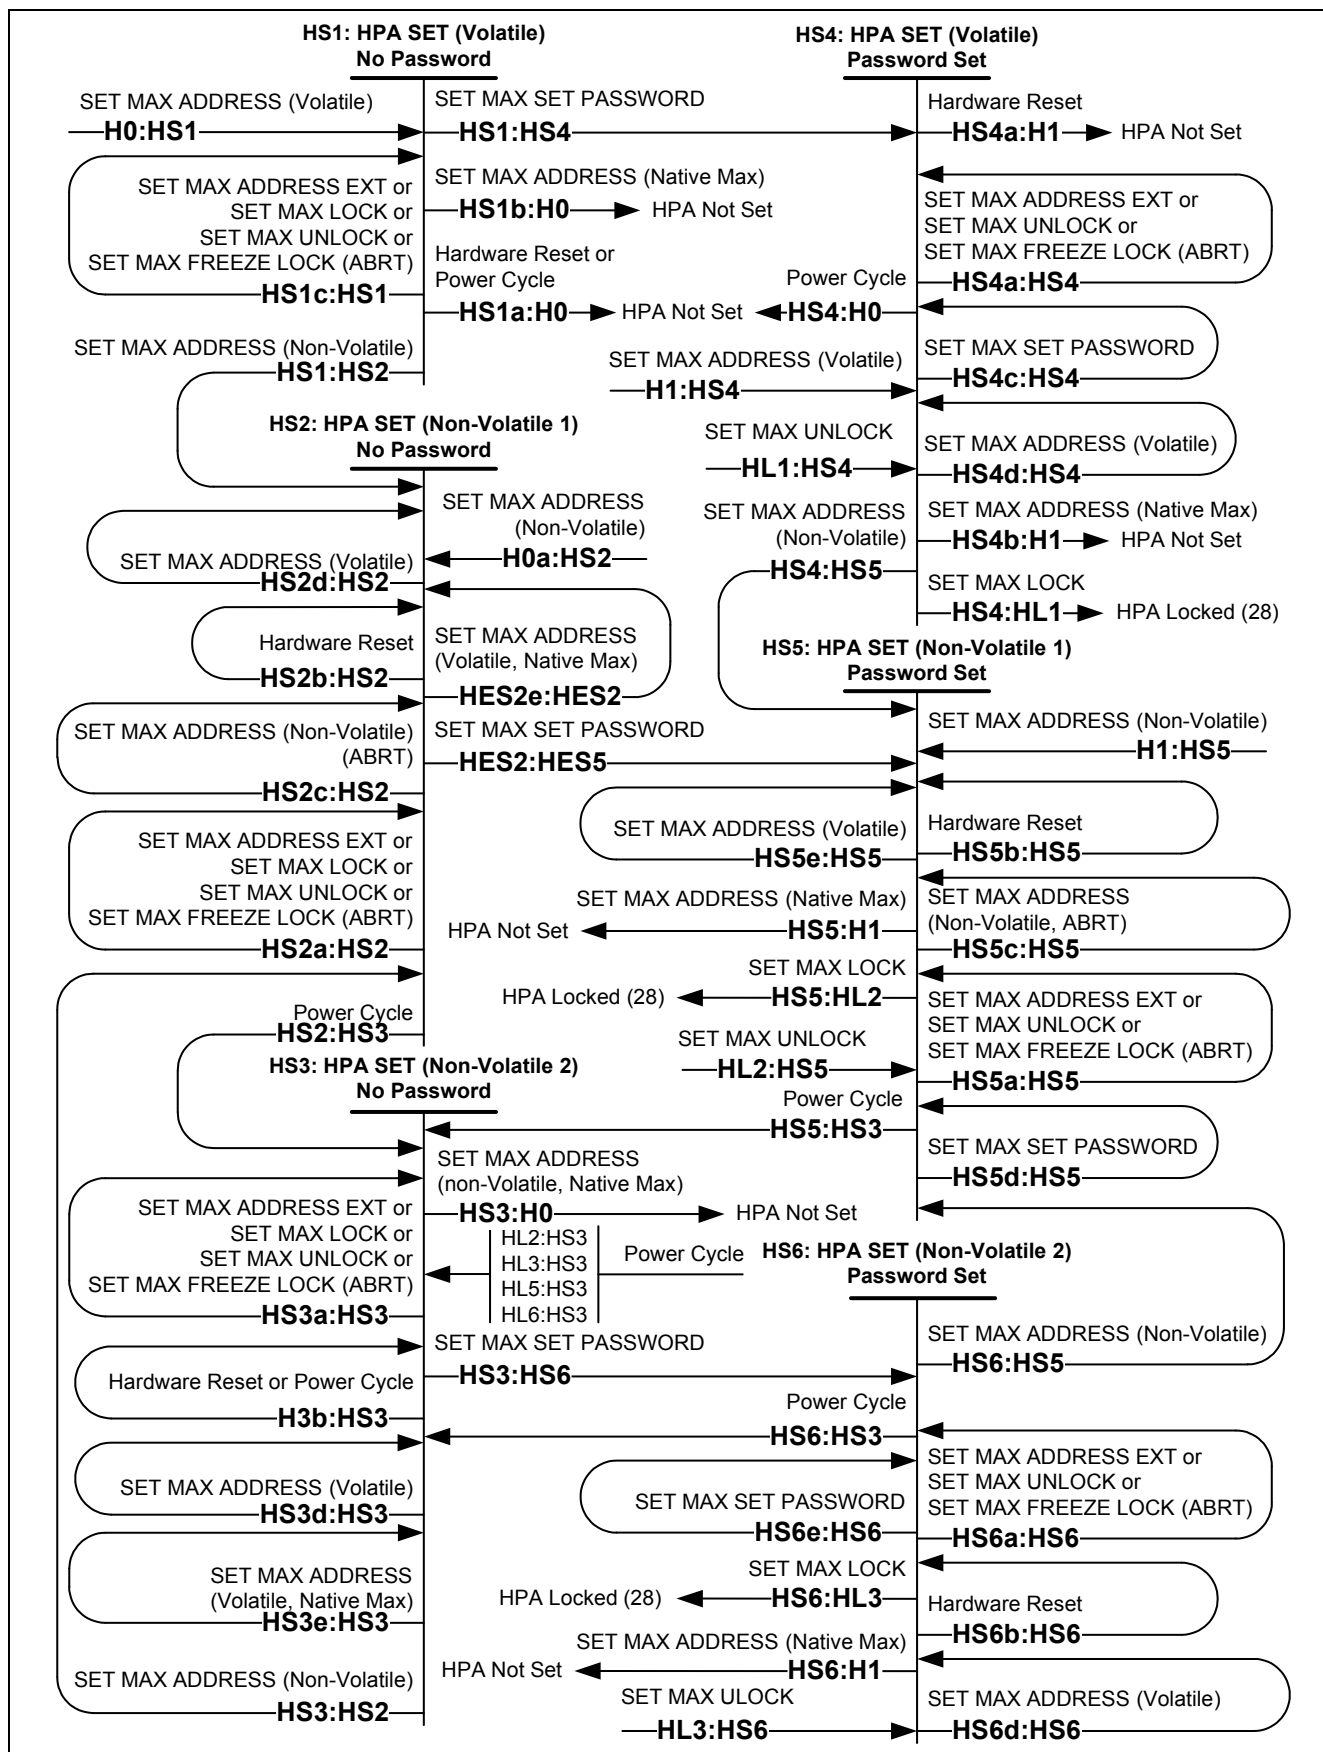 HS1: HPA SET (Volatile)
No Password
SET MAX ADDRESS (Volatile)
H0:HS1
SET MAX SET PASSWORD
HS1:HS4
SET MAX ADDRESS EXT or
SET MAX LOCK or
SET MAX UNLOCK or
SET MAX FREEZE LOCK (ABRT)
HS1c:HS1
SET MAX ADDRESS (Native Max)
HS1b:H0
HPA Not Set
Hardware Reset or
Power Cycle
HS1a:H0
HPA Not Set
SET MAX ADDRESS (Non-Volatile)
HS1:HS2
HS2: HPA SET (Non-Volatile 1)
No Password
SET MAX ADDRESS
(Non-Volatile)
H0a:HS2
SET MAX ADDRESS (Volatile)
HS2d:HS2
Hardware Reset
HS2b:HS2
SET MAX ADDRESS
(Volatile, Native Max)
HES2e:HES2
SET MAX ADDRESS (Non-Volatile)
(ABRT)
HS2c:HS2
SET MAX SET PASSWORD
HES2:HES5
SET MAX ADDRESS EXT or
SET MAX LOCK or
SET MAX UNLOCK or
SET MAX FREEZE LOCK (ABRT)
HS2a:HS2
Power Cycle
HS2:HS3
HS3: HPA SET (Non-Volatile 2)
No Password
SET MAX ADDRESS
(non-Volatile, Native Max)
HS3:H0
HPA Not Set
SET MAX ADDRESS EXT or
SET MAX LOCK or
SET MAX UNLOCK or
SET MAX FREEZE LOCK (ABRT)
HS3a:HS3
HL2:HS3
HL3:HS3
HL5:HS3
HL6:HS3
Power Cycle
SET MAX SET PASSWORD
HS3:HS6
Hardware Reset or Power Cycle
H3b:HS3
SET MAX ADDRESS (Volatile)
HS3d:HS3
SET MAX ADDRESS
(Volatile, Native Max)
HS3e:HS3
SET MAX ADDRESS (Non-Volatile)
HS3:HS2
HS4: HPA SET (Volatile)
Password Set
Hardware Reset
HS4a:H1
HPA Not Set
SET MAX ADDRESS EXT or
SET MAX UNLOCK or
SET MAX FREEZE LOCK (ABRT)
HS4a:HS4
Power Cycle
HS4:H0
SET MAX SET PASSWORD
HS4c:HS4
SET MAX ADDRESS (Volatile)
H1:HS4
SET MAX UNLOCK
HL1:HS4
SET MAX ADDRESS (Volatile)
HS4d:HS4
SET MAX ADDRESS
(Non-Volatile)
HS4:HS5
SET MAX ADDRESS (Native Max)
HS4b:H1
HPA Not Set
SET MAX LOCK
HS4:HL1
HPA Locked (28)
HS5: HPA SET (Non-Volatile 1)
Password Set
SET MAX ADDRESS (Non-Volatile)
H1:HS5
SET MAX ADDRESS (Volatile)
HS5e:HS5
Hardware Reset
HS5b:HS5
SET MAX ADDRESS (Native Max)
HPA Not Set
HS5:H1
SET MAX ADDRESS
(Non-Volatile, ABRT)
HS5c:HS5
SET MAX LOCK
HPA Locked (28)
HS5:HL2
SET MAX ADDRESS EXT or
SET MAX UNLOCK or
SET MAX FREEZE LOCK (ABRT)
HS5a:HS5
SET MAX UNLOCK
HL2:HS5
Power Cycle
HS5:HS3
SET MAX SET PASSWORD
HS5d:HS5
HS6: HPA SET (Non-Volatile 2)
Password Set
SET MAX ADDRESS (Non-Volatile)
HS6:HS5
Power Cycle
HS6:HS3
SET MAX ADDRESS EXT or
SET MAX UNLOCK or
SET MAX FREEZE LOCK (ABRT)
HS6a:HS6
SET MAX SET PASSWORD
HS6e:HS6
SET MAX LOCK
HPA Locked (28)
HS6:HL3
Hardware Reset
HS6b:HS6
SET MAX ADDRESS (Native Max)
HPA Not Set
HS6:H1
SET MAX ULOCK
HL3:HS6
SET MAX ADDRESS (Volatile)
HS6d:HS6